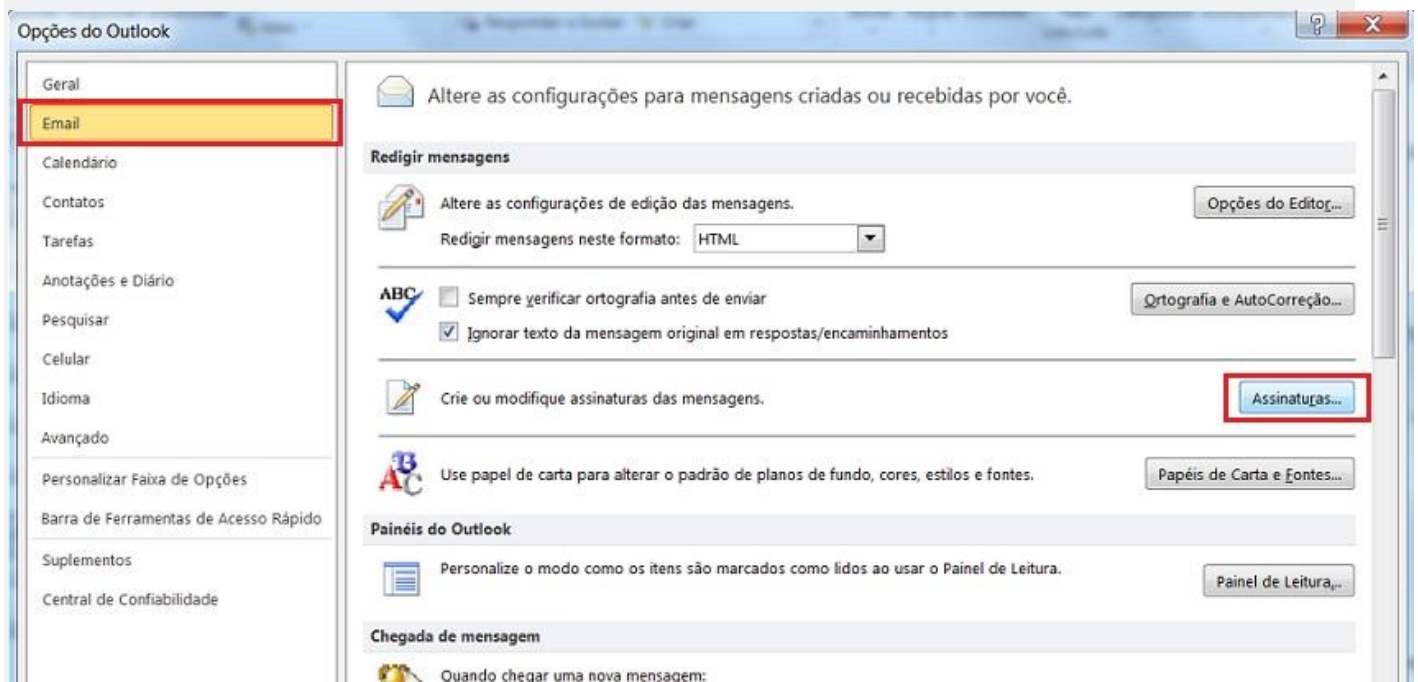 Opções do Outlook
Geral
Email
Calendário
Contatos
Tarefas
Anotações e Diário
Pesquisar
Celular
Idioma
Avançado
Personalizar Faixa de Opções
Barra de Ferramentas de Acesso Rápido
Suplementos
Central de Confiabilidade
Altere as configurações para mensagens criadas ou recebidas por você.
Redigir mensagens
Altere as configurações de edição das mensagens.
Opções do Editor...
Redigir mensagens neste formato: HTML
ABC
Sempre verificar ortografia antes de enviar
Ortografia e AutoCorreção...
Ignorar texto da mensagem original em respostas/encaminhamentos
Crie ou modifique assinaturas das mensagens.
Assinaturas...
ABC
Use papel de carta para alterar o padrão de planos de fundo, cores, estilos e fontes.
Papéis de Carta e Fontes...
Painéis do Outlook
Personalize o modo como os itens são marcados como lidos ao usar o Painel de Leitura.
Painel de Leitura...
Chegada de mensagem
Quando chegar uma nova mensagem: